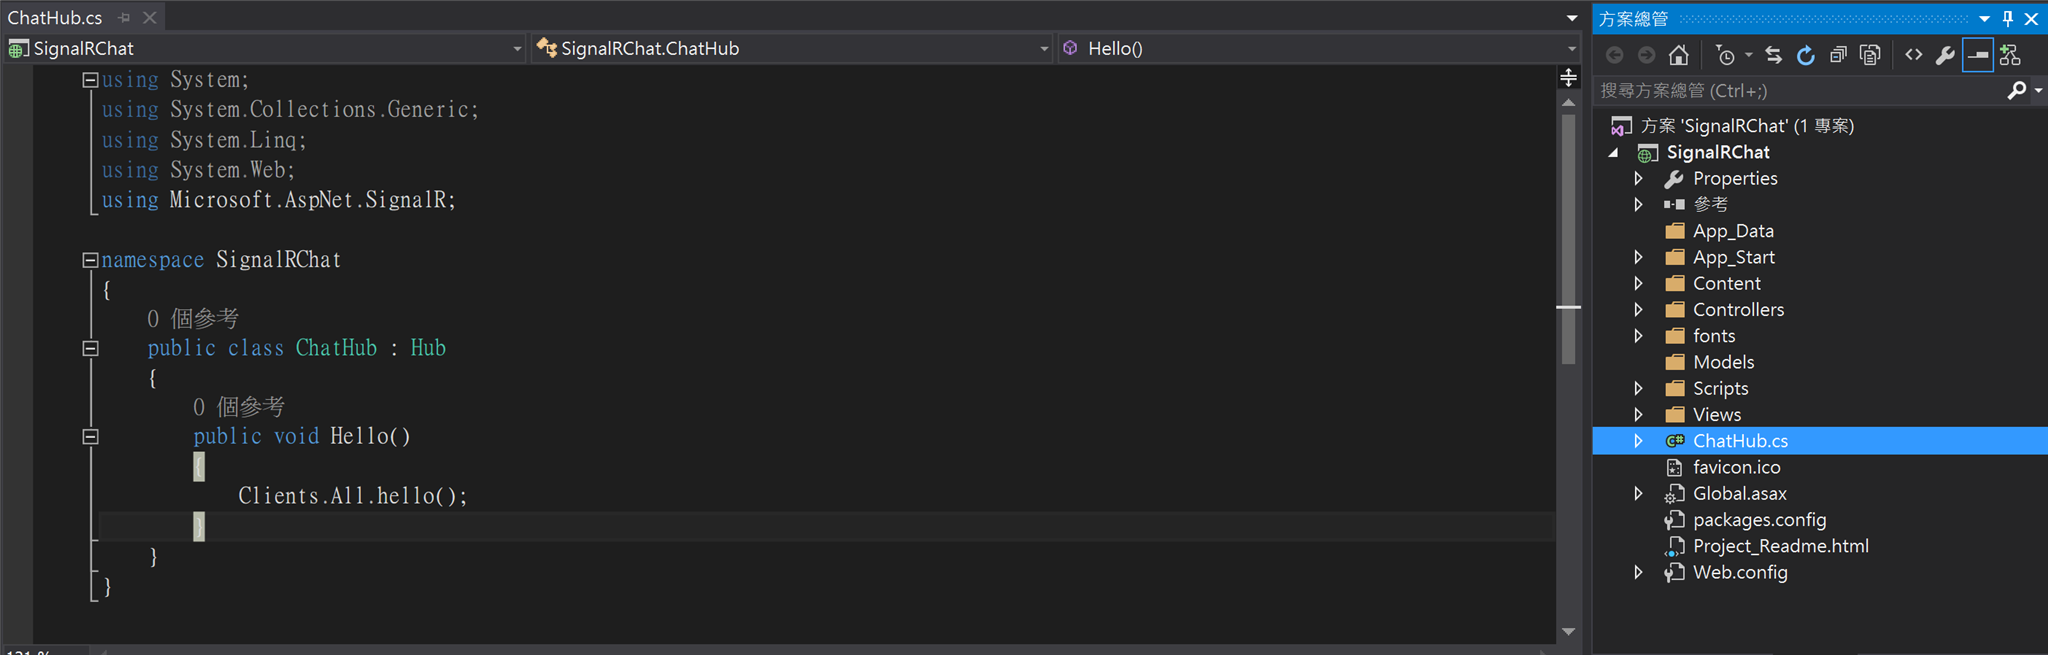 ChatHub.cs
SignalRChat
SignalRChat.ChatHub
Hello()
using System;
using System.Collections.Generic;
using System.Linq;
using System.Web;
using Microsoft.AspNet.SignalR;
namespace SignalRChat
{
0 個參考
public class ChatHub : Hub
{
0 個參考
public void Hello()
{
Clients.All.hello();
}
}
}
方案總管
搜尋方案總管 (Ctrl+;)
方案 'SignalRChat' (1 專案)
SignalRChat
Properties
參考
App_Data
App_Start
Content
Controllers
fonts
Models
Scripts
Views
ChatHub.cs
favicon.ico
Global.asax
packages.config
Project_Readme.html
Web.config